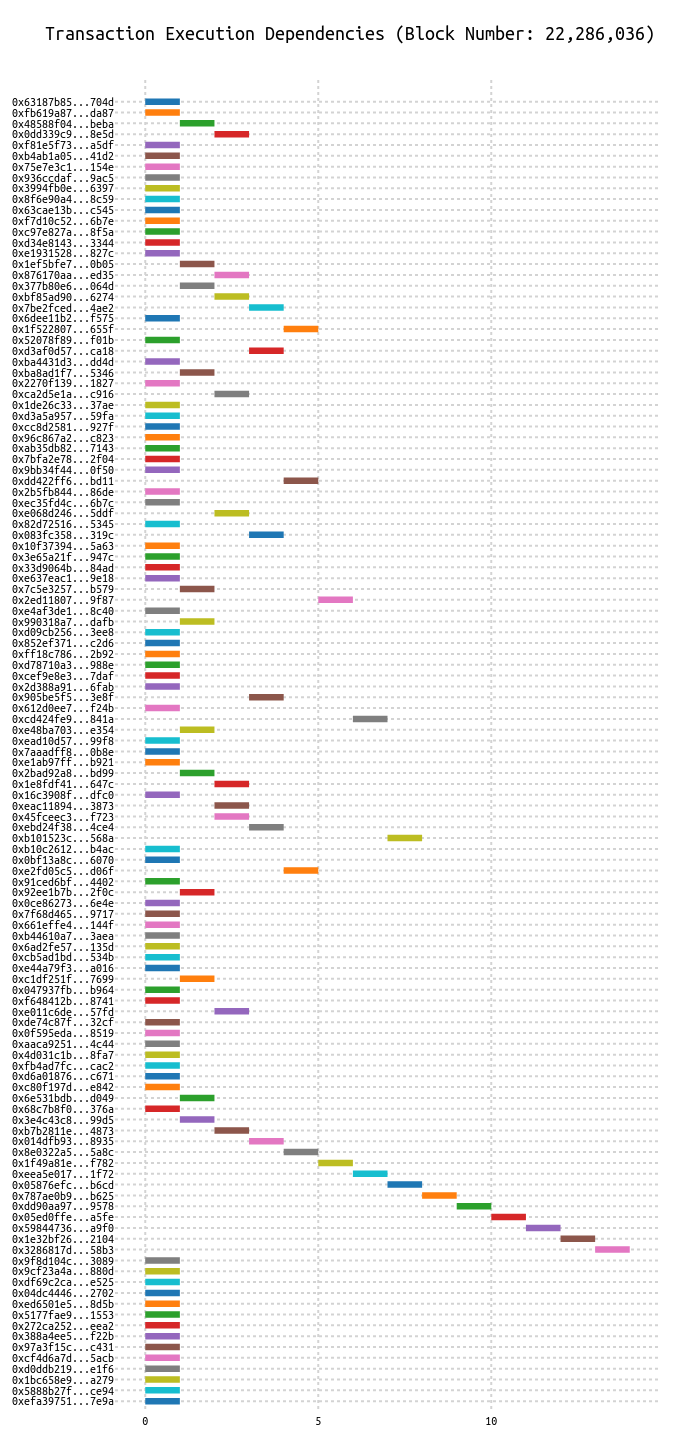 Transaction Execution Dependencies (Block Number: 22,286,036)
0x63187b85...704d
0xfb619a87...da87
0x48588f04...beba
0x0dd339c9...8e5d
0xf81e5f73...a5df
0xb4ab1a05...41d2
0x75e7e3c1...154e
0x936ccdaf...9ac5
0x3994fb0e...6397
0x8f6e90a4...8c59
0x63cae13b...c545
0xf7d10c52...6b7e
0xc97e827a...8f5a
0xd34e8143...3344
0xe1931528...827c
0x1ef5bfe7...0b05
0x876170aa...ed35
0x377b80e6...064d
0xbf85ad90...6274
0x7be2fced...4ae2
0x6dee11b2...f575
0x1f522807...655f
0x52078f89...f01b
0xd3af0d57...ca18
0xba4431d3...dd4d
0xba8ad1f7...5346
0x2270f139...1827
0xca2d5e1a...c916
0x1de26c33...37ae
0xd3a5a957...59fa
0xcc8d2581...927f
0x96c867a2...c823
0xab35db82...7143
0x7bfa2e78...2f04
0x9bb34f44...0f50
0xdd422ff6...bd11
0x2b5fb844...86de
0xec35fd4c...6b7c
0xe068d246...5ddf
0x82d72516...5345
0x083fc358...319c
0x10f37394...5a63
0x3e65a21f...947c
0x33d9064b...84ad
0xe637eac1...9e18
0x7c5e3257...b579
0x2ed11807...9f87
0xe4af3de1...8c40
0x990318a7...dafb
0xd09cb256...3ee8
0x852ef371...c2d6
0xff18c786...2b92
0xd78710a3...988e
0xcef9e8e3...7daf
0x2d388a91...6fab
0x905be5f5...3e8f
0x612d0ee7...f24b
0xcd424fe9...841a
0xe48ba703...e354
0xead10d57...99f8
0x7aaadff8...0b8e
0xe1ab97ff...b921
0x2bad92a8...bd99
0x1e8fdf41...647c
0x16c3908f...dfc0
0xeac11894...3873
0x45fceec3...f723
0xebd24f38...4ce4
0xb101523c...568a
0xb10c2612...b4ac
0x0bf13a8c...6070
0xe2fd05c5...d06f
0x91ced6bf...4402
0x92ee1b7b...2f0c
0x0ce86273...6e4e
0x7f68d465...9717
0x661effe4...144f
0xb44610a7...3aea
0x6ad2fe57...135d
0xcb5ad1bd...534b
0xe44a79f3...a016
0xc1df251f...7699
0x047937fb...b964
0xf648412b...8741
0xe011c6de...57fd
0xde74c87f...32cf
0x0f595eda...8519
0xaaca9251...4c44
0x4d031c1b...8fa7
0xfb4ad7fc...cac2
0xd6a01876...c671
0xc80f197d...e842
0x6e531bdb...d049
0x68c7b8f0...376a
0x3e4c43c8...99d5
0xb7b2811e...4873
0x014dfb93...8935
0x8e0322a5...5a8c
0x1f49a81e...f782
0xeea5e017...1f72
0x05876efc...b6cd
0x787ae0b9...b625
0xdd90aa97...9578
0x05ed0ffe...a5fe
0x59844736...a9f0
0x1e32bf26...2104
0x3286817d...58b3
0x9f8d104c...3089
0x9cf23a4a...880d
0xdf69c2ca...e525
0x04dc4446...2702
0xed6501e5...8d5b
0x5177fae9...1553
0x272ca252...eea2
0x388a4ee5...f22b
0x97a3f15c...c431
0xcf4d6a7d...5acb
0xd0ddb219...e1f6
0x1bc658e9...a279
0x5888b27f...ce94
0xefa39751...7e9a
0 5 10